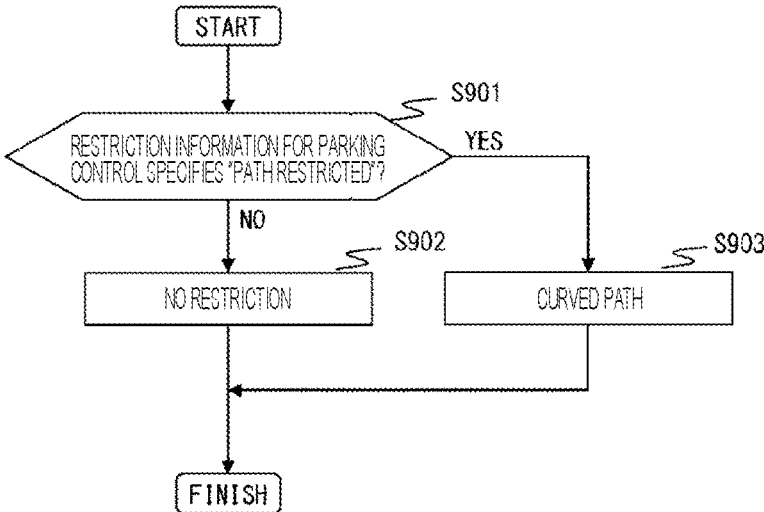 START
S901
RESTRICTION INFORMATION FOR PARKING
CONTROL SPECIFIES "PATH RESTRICTED"?
YES
NO
S902
S903
NO RESTRICTION
CURVED PATH
FINISH